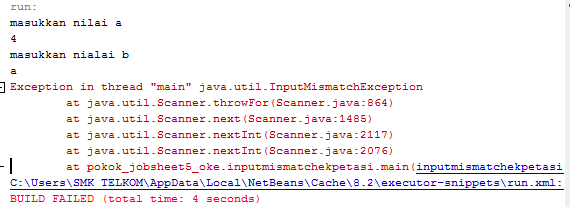 run:
masukkan nilai a
4
masukkan nialai b
a
Exception in thread "main" java.util.InputMismatchException
at java.util.Scanner.throwFor(Scanner.java:864)
at java.util.Scanner.next(Scanner.java:1485)
at java.util.Scanner.nextInt(Scanner.java:2117)
at java.util.Scanner.nextInt(Scanner.java:2076)
at pokok_jobsheet5_oke.inputmismatchekpetasi.main(inputmismatchekpetasi
C:\Users\SMK TELKOM\AppData\Local\NetBeans\Cache\8.2\executor-snippets\run.xml:
BUILD FAILED (total time: 4 seconds)